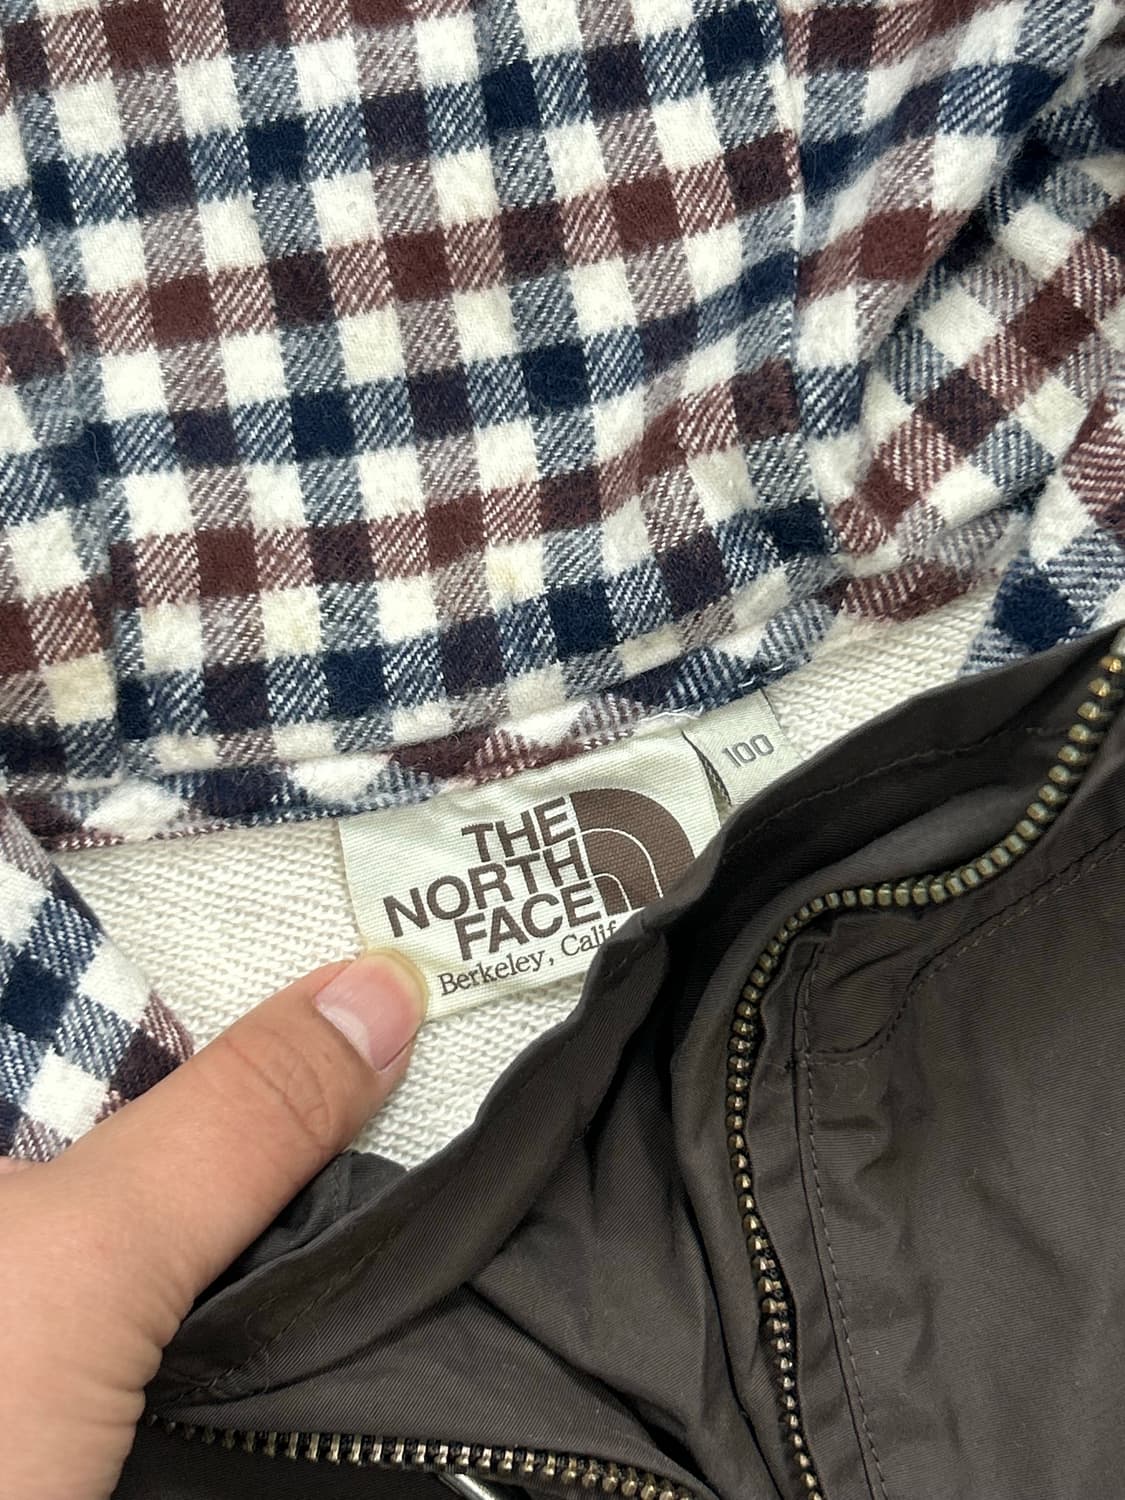 100
THE
NORTH
FACE
Berkeley, Calif